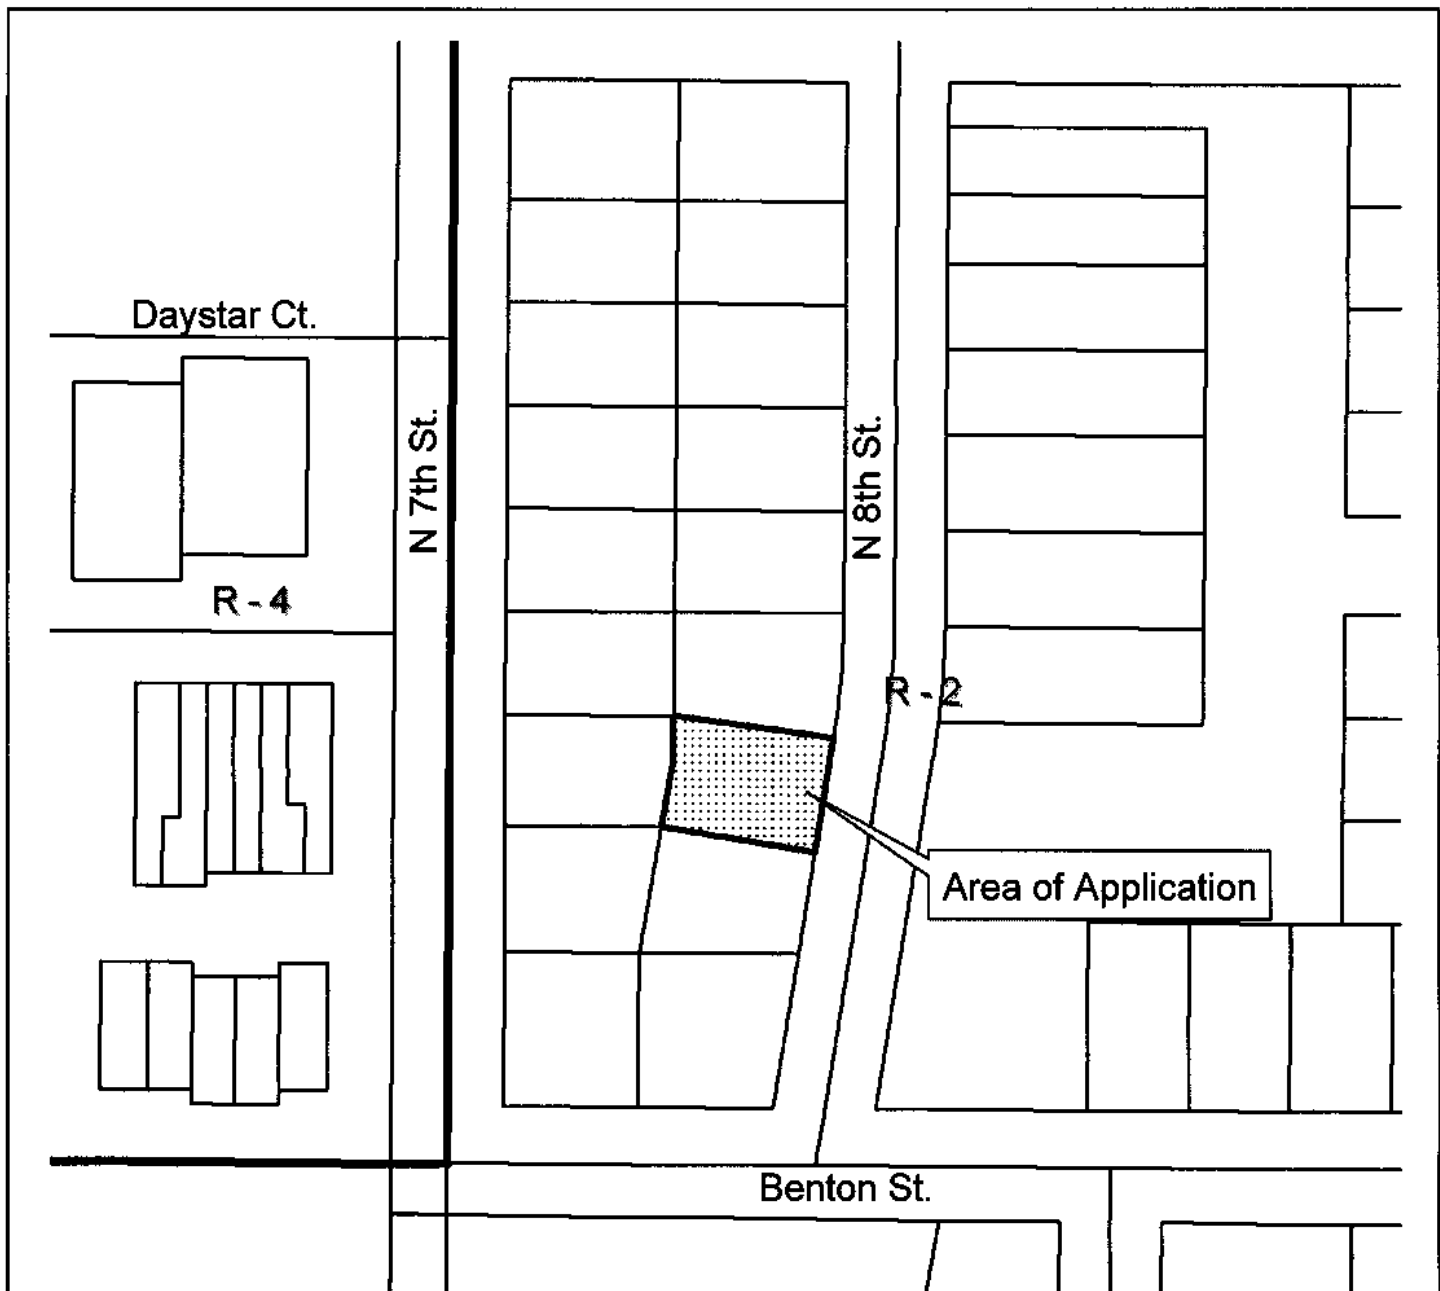 Daystar Ct.
N 7th St.
N 8th St.
R - 4
R - 2
Area of Application
Benton St.